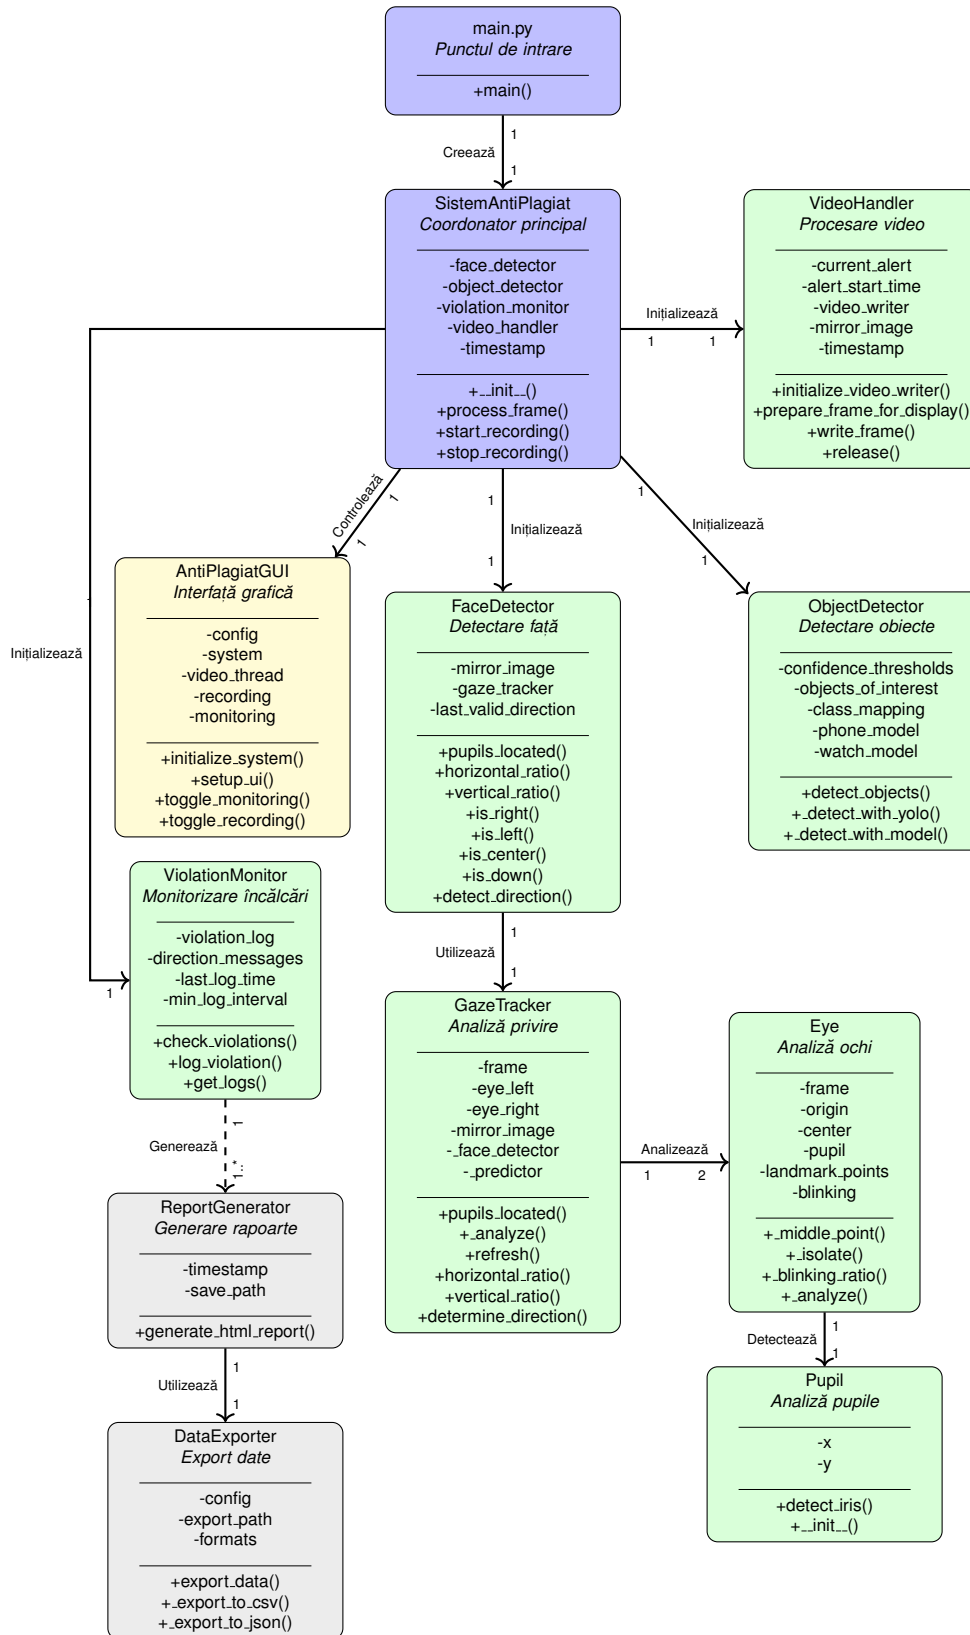 main.py
Punctul de intrare
+main()
1
Creează
1
SistemAntiPlagiat
Coordonator principal
-face_detector
-object_detector
-violation_monitor
-video_handler
-timestamp
+__init__()
+process_frame()
+start_recording()
+stop_recording()
Inițializează
1
1
VideoHandler
Procesare video
-current_alert
-alert_start_time
-video_writer
-mirror_image
-timestamp
+initialize_video_writer()
+prepare_frame_for_display()
+write_frame()
+release()
Controlează
1
1
1
Inițializează
1
1
Inițializează
1
AntiPlagiatGUI
Interfață grafică
-config
-system
-video_thread
-recording
-monitoring
+initialize_system()
+setup_ui()
+toggle_monitoring()
+toggle_recording()
FaceDetector
Detectare față
-mirror_image
-gaze_tracker
-last_valid_direction
+pupils_located()
+horizontal_ratio()
+vertical_ratio()
+is_right()
+is_left()
+is_center()
+is_down()
+detect_direction()
ObjectDetector
Detectare obiecte
-confidence_thresholds
-objects_of_interest
-class_mapping
-phone_model
-watch_model
+detect_objects()
+_detect_with_yolo()
+_detect_with_model()
Inițializează
1
ViolationMonitor
Monitorizare încălcări
-violation_log
-direction_messages
-last_log_time
-min_log_interval
+check_violations()
+log_violation()
+get_logs()
1
Utilizează
1
GazeTracker
Analiză privire
-frame
-eye_left
-eye_right
-mirror_image
-_face_detector
-_predictor
+pupils_located()
+_analyze()
+refresh()
+horizontal_ratio()
+vertical_ratio()
+determine_direction()
Analizează
1
2
Eye
Analiză ochi
-frame
-origin
-center
-pupil
-landmark_points
-blinking
+_middle_point()
+_isolate()
+_blinking_ratio()
+_analyze()
1
Generează
1..*
ReportGenerator
Generare rapoarte
-timestamp
-save_path
+generate_html_report()
1
Detectează
1
Pupil
Analiză pupile
-x
-y
+detect_iris()
+__init__()
1
Utilizează
1
DataExporter
Export date
-config
-export_path
-formats
+export_data()
+_export_to_csv()
+_export_to_json()